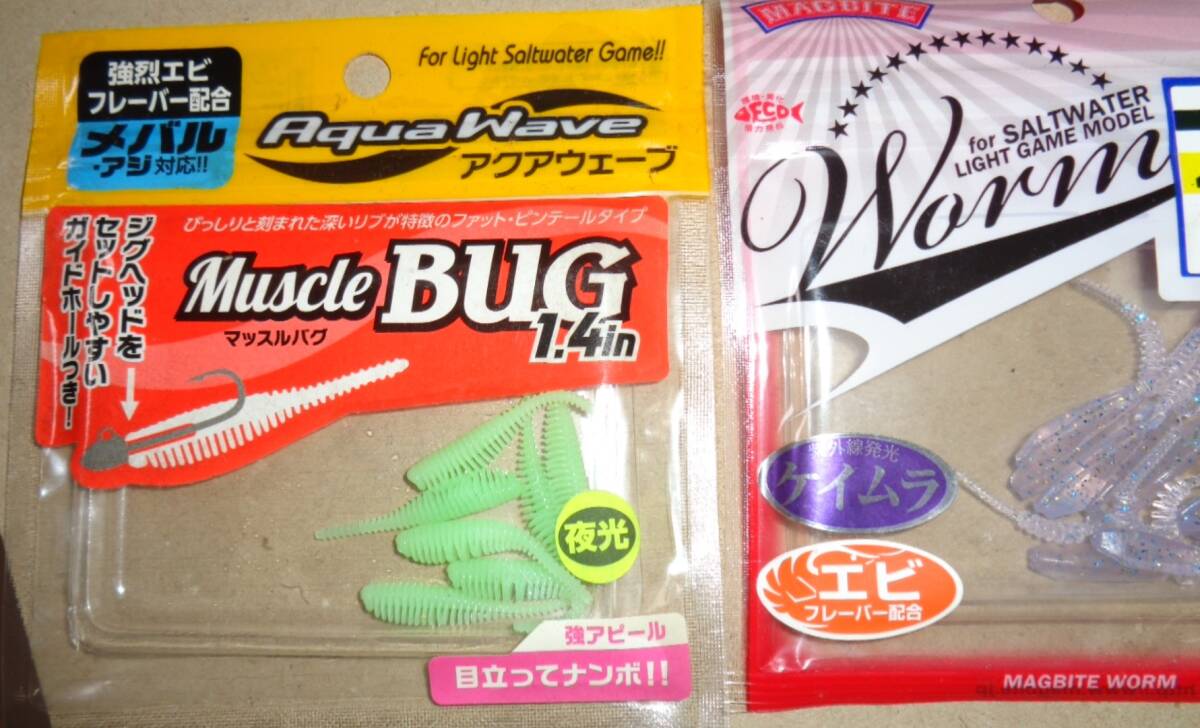 強烈エビ
フレーバー配合
メバル
・アジ対応!!
For Light Saltwater Game!!
Aqua Wave
アクアウェーブ
びっしりと刻まれた深いリブが特徴のファット・ピンテールタイプ
Muscle BUG
マッスルバグ
1.4in
ジグヘッドを
セットしやすい
ガイドホールつき!
夜光
強アピール
目立ってナンボ!!
MAGBITE
ECO
Worm
for SALTWATER
LIGHT GAME MODEL
外線発光
ケイムラ
エビ
フレーバー配合
MAGBITE WORM